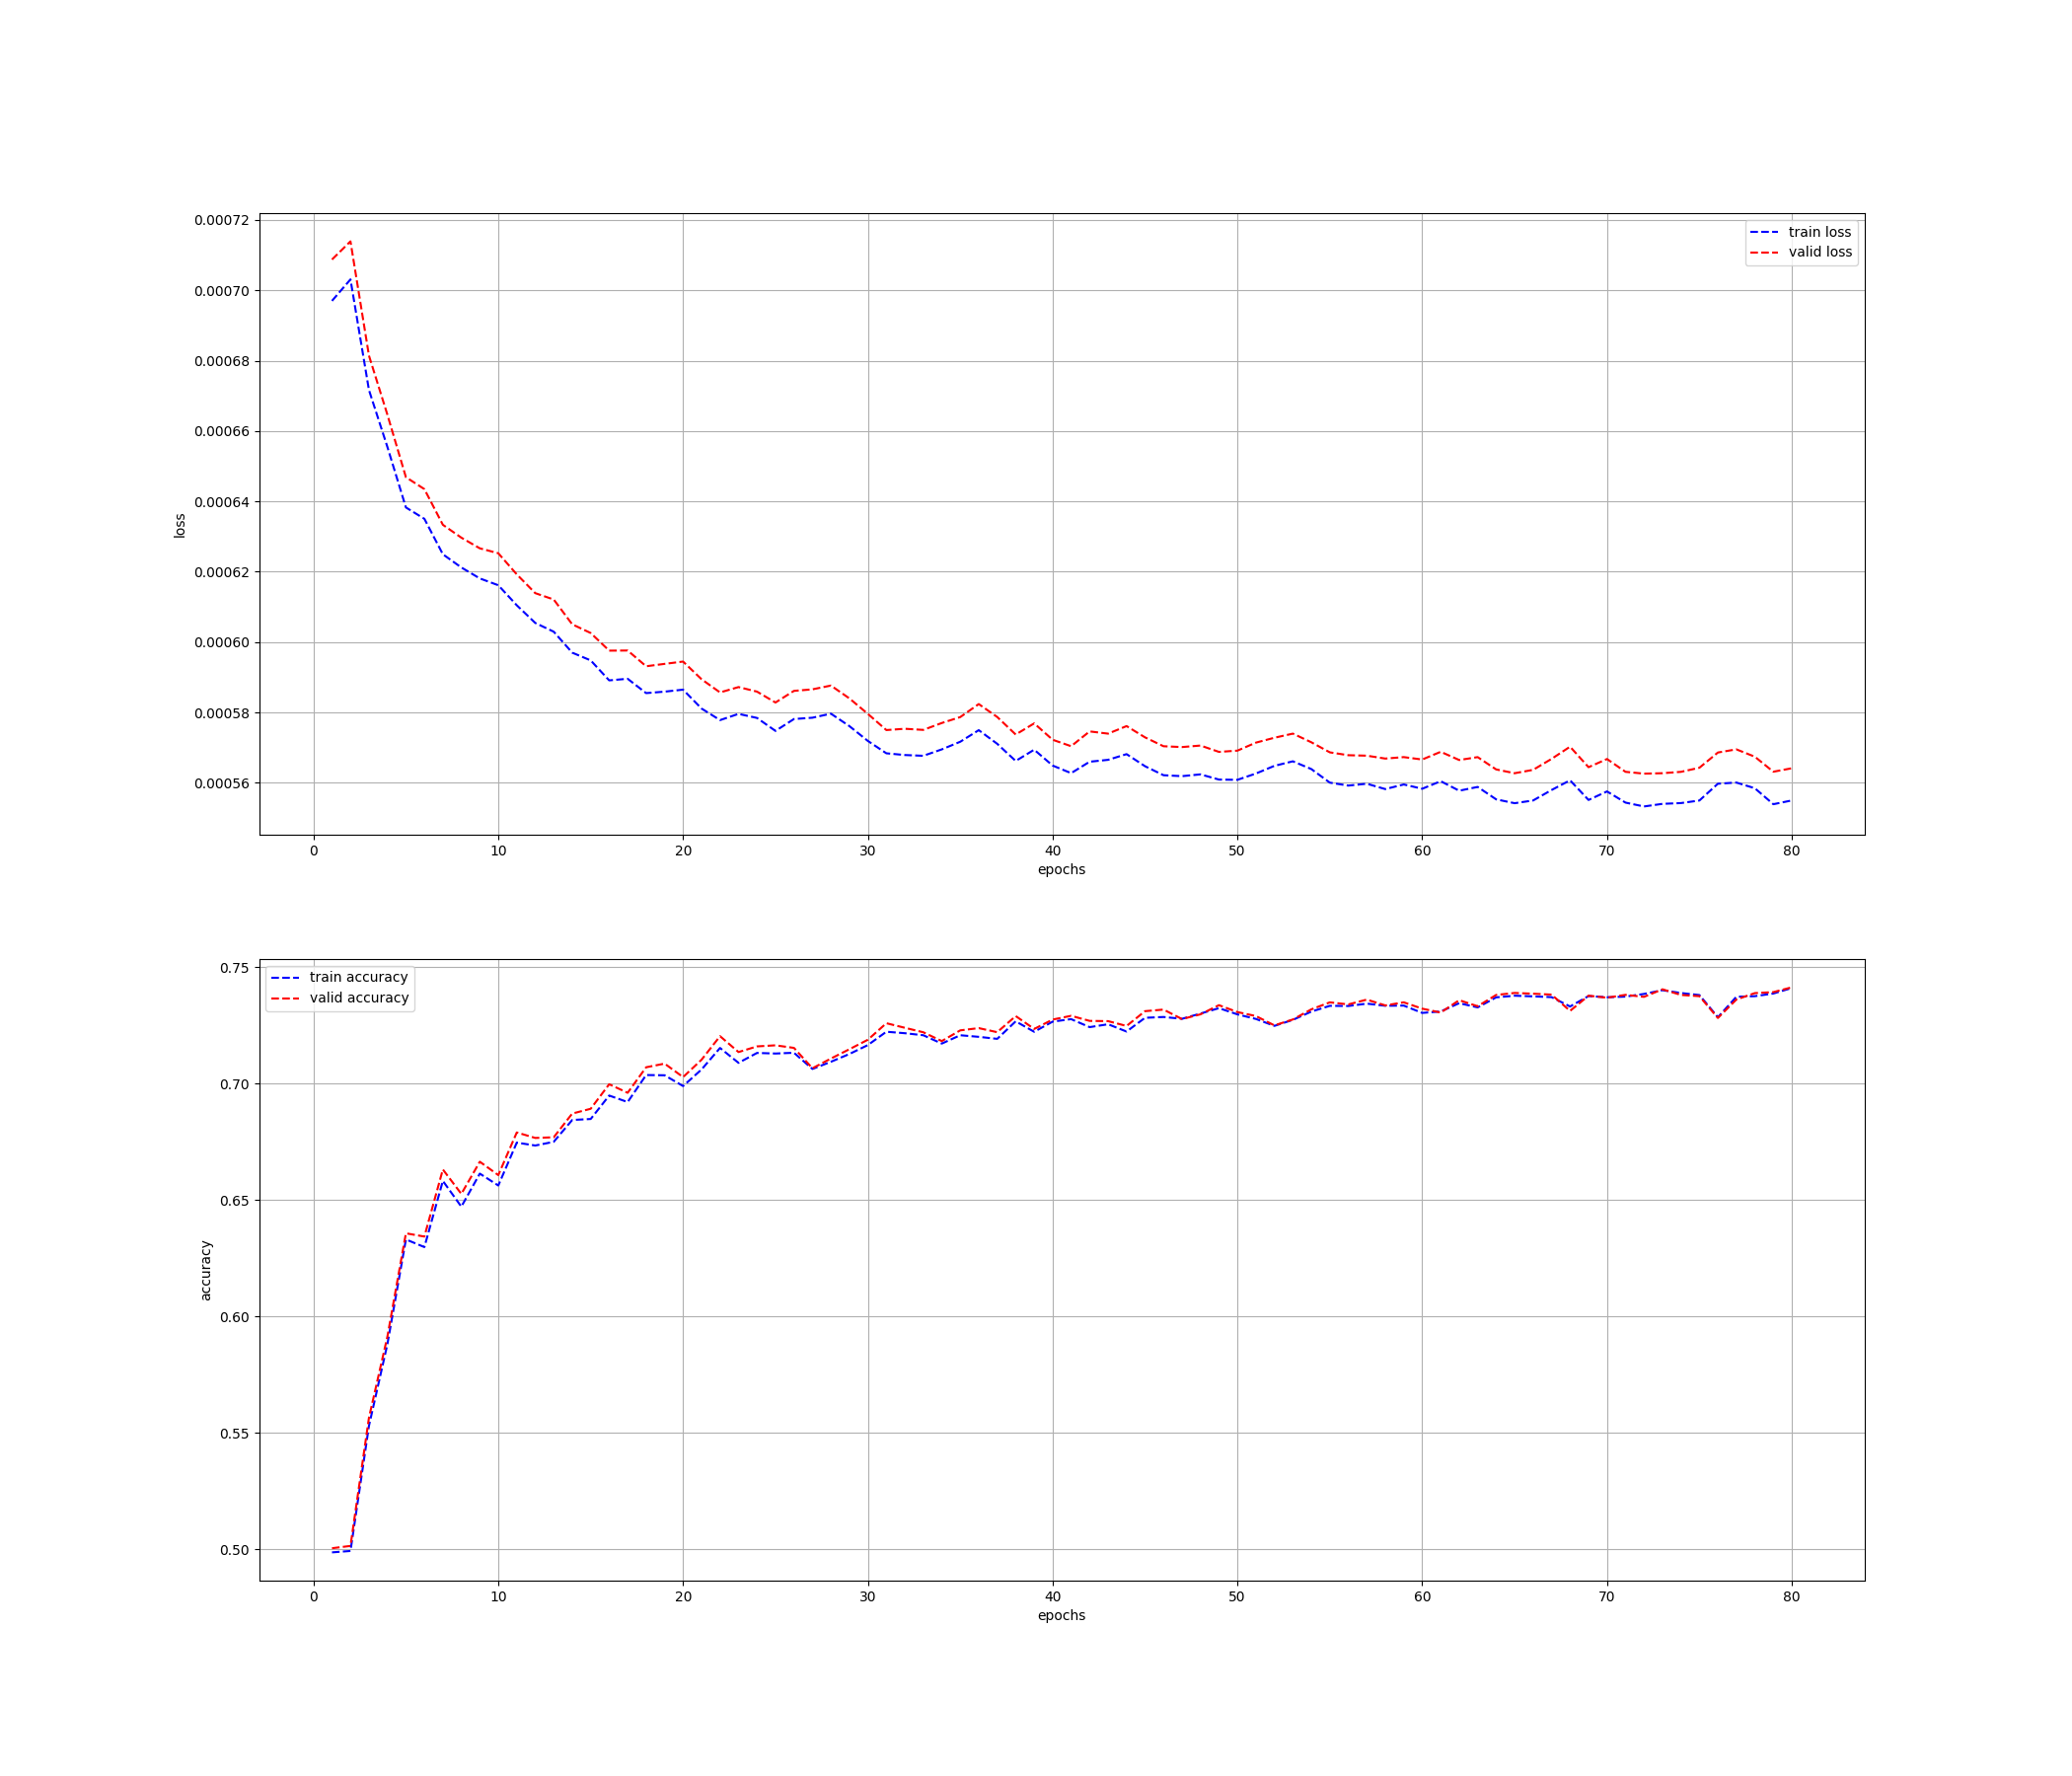 0.00072
0.00070
0.00068
0.00066
0.00064
0.00062
0.00060
0.00058
0.00056
loss
train loss
valid loss
0 10 20 30 40 50 60 70 80
epochs
0.75
0.70
0.65
0.60
0.55
0.50
accuracy
train accuracy
valid accuracy
0 10 20 30 40 50 60 70 80
epochs